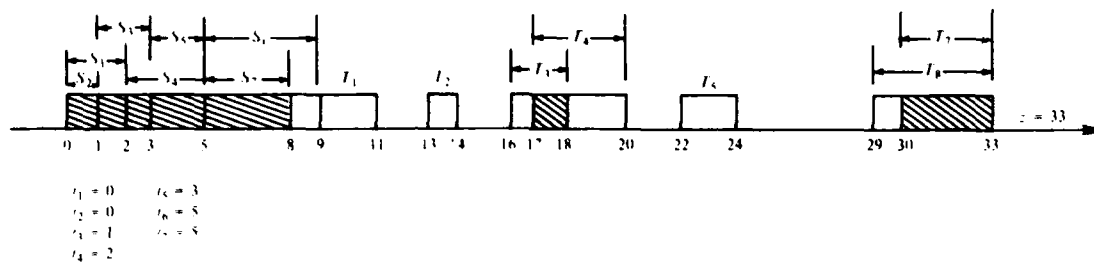 S₃ S₅ T₄ T₇
S₂ S₄ S₇ T₁ T₂ T₃ T₅ T₈
= 33
0 1 2 3 5 8 9 11 13 14 16 17 18 20 22 24 29 30 33
t₁ = 0 t₅ = 3
t₂ = 0 t₆ = 5
t₃ = 1 = 5
t₄ = 2